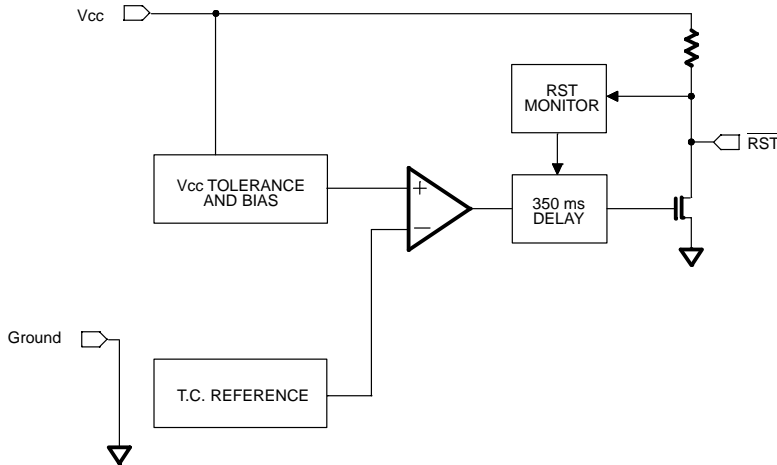 Vcc
RST
MONITOR
RST
Vcc TOLERANCE
AND BIAS
+
−
350 ms
DELAY
Ground
T.C. REFERENCE